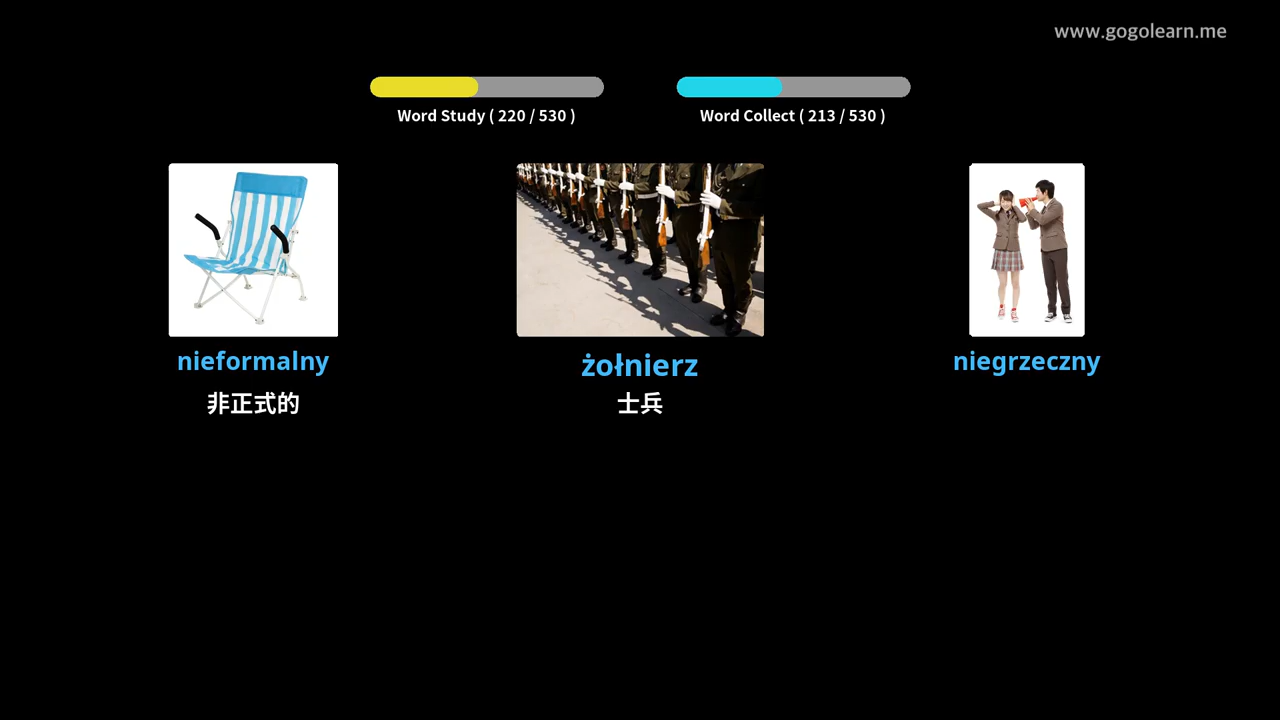 www.gogolearn.me
Word Study ( 220 / 530 )
Word Collect ( 213 / 530 )
nieformalny
żołnierz
niegrzeczny
非正式的
士兵